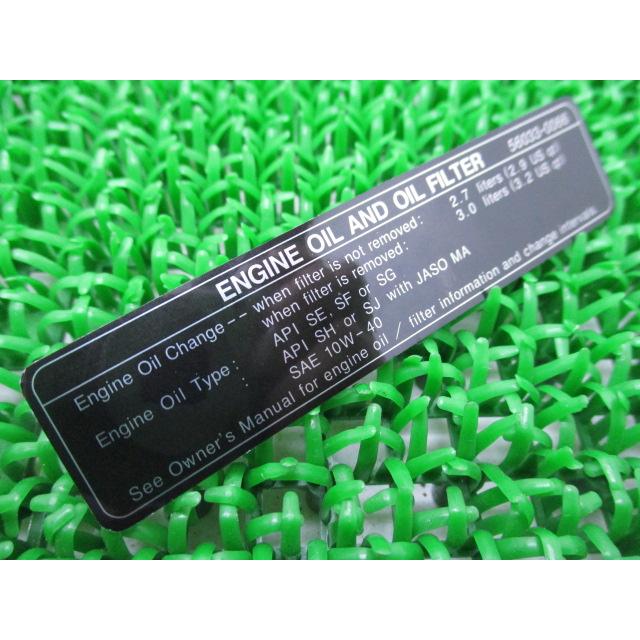 ENGINE OIL AND OIL FILTER 56033-0066
Engine Oil Change -- when filter is not removed: 2.7 liters (2.9 US qt)
when filter is removed: 3.0 liters (3.2 US qt)
Engine Oil Type: API SE, SF or SG
API SH or SJ with JASO MA
: SAE 10W-40
See Owner's Manual for engine oil / filter information and change intervals.